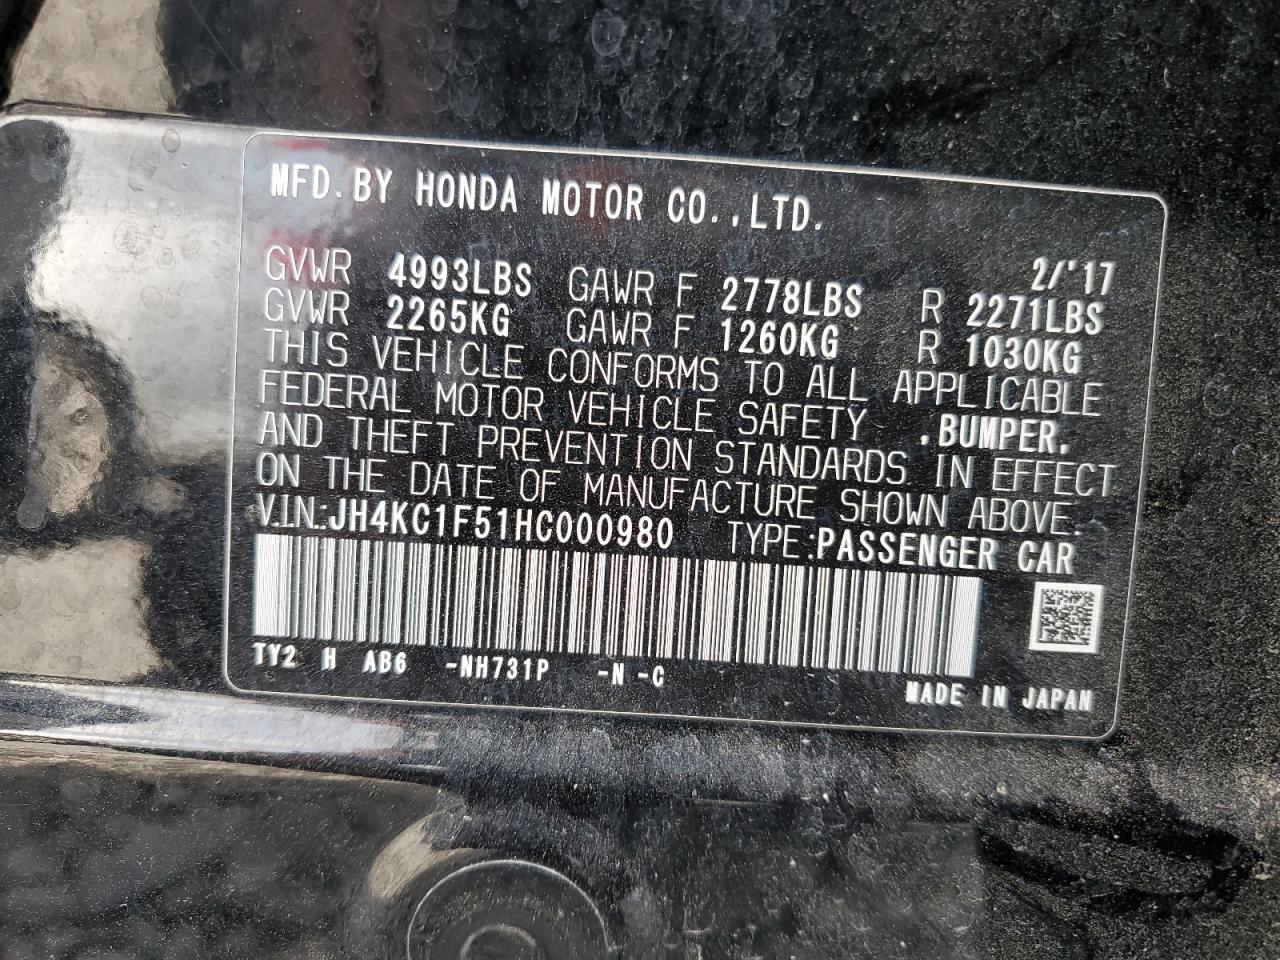 MFD.BY HONDA MOTOR CO.,LTD.
2/'17
GVWR 4993LBS GAWR F 2778LBS R 2271LBS
GVWR 2265KG GAWR F 1260KG R 1030KG
THIS VEHICLE CONFORMS TO ALL APPLICABLE
FEDERAL MOTOR VEHICLE SAFETY .BUMPER.
AND THEFT PREVENTION STANDARDS IN EFFECT
ON THE DATE OF MANUFACTURE SHOWN ABOVE.
V.I.N.:JH4KC1F51HC000980 TYPE:PASSENGER CAR
TY2 H AB6 -NH731P -N -C
MADE IN JAPAN